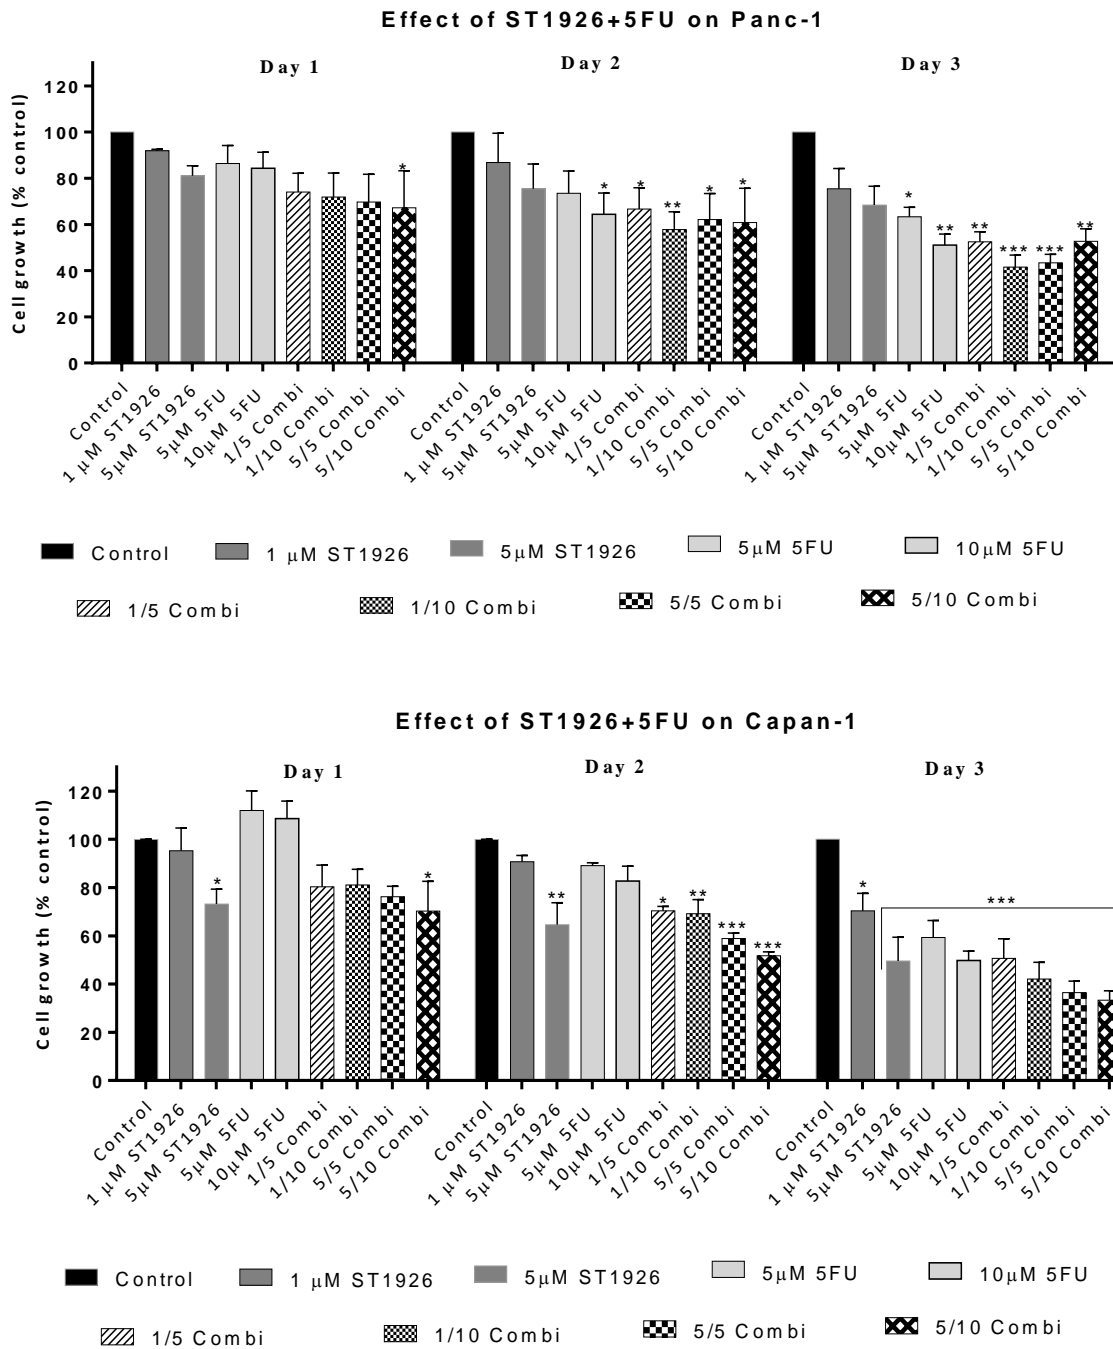 Effect of ST1926+5FU on Panc-1
Day 1 Day 2 Day 3
Cell growth (% control)
120
100
80
60
40
20
0
* * * ** * * * ** ** *** *** **
Control 1 μM ST1926 5μM ST1926 5μM 5FU 10μM 5FU 1/5 Combi 1/10 Combi 5/5 Combi 5/10 Combi
Control 1 μM ST1926 5μM ST1926 5μM 5FU 10μM 5FU 1/5 Combi 1/10 Combi 5/5 Combi 5/10 Combi
Control 1 μM ST1926 5μM ST1926 5μM 5FU 10μM 5FU 1/5 Combi 1/10 Combi 5/5 Combi 5/10 Combi
Control 1 μM ST1926 5μM ST1926 5μM 5FU 10μM 5FU
1/5 Combi 1/10 Combi 5/5 Combi 5/10 Combi
Effect of ST1926+5FU on Capan-1
Day 1 Day 2 Day 3
Cell growth (% control)
120
100
80
60
40
20
0
* * ** * ** *** *** * ***
Control 1 μM ST1926 5μM ST1926 5μM 5FU 10μM 5FU 1/5 Combi 1/10 Combi 5/5 Combi 5/10 Combi
Control 1 μM ST1926 5μM ST1926 5μM 5FU 10μM 5FU 1/5 Combi 1/10 Combi 5/5 Combi 5/10 Combi
Control 1 μM ST1926 5μM ST1926 5μM 5FU 10μM 5FU 1/5 Combi 1/10 Combi 5/5 Combi 5/10 Combi
Control 1 μM ST1926 5μM ST1926 5μM 5FU 10μM 5FU
1/5 Combi 1/10 Combi 5/5 Combi 5/10 Combi